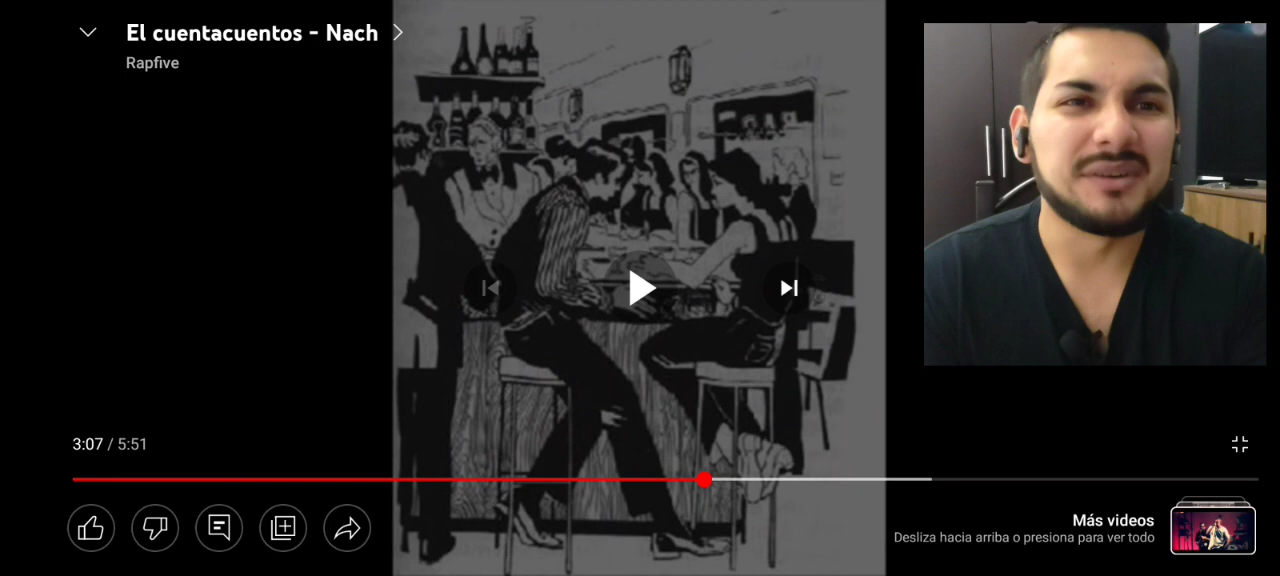 El cuentacuentos - Nach
Rapfive
3:07 / 5:51
Más videos
Desliza hacia arriba o presiona para ver todo